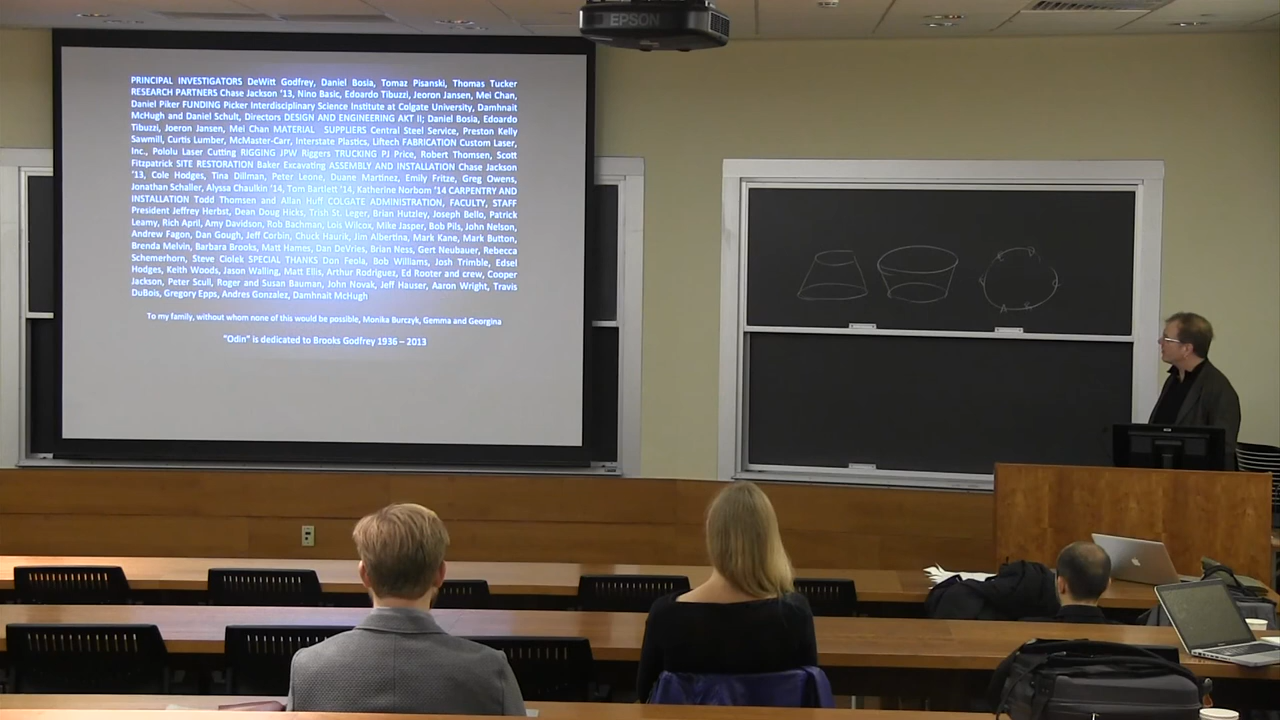 EPSON
PRINCIPAL INVESTIGATORS DeWitt Godfrey, Daniel Bosia, Tomaz Pisanski, Thomas Tucker
RESEARCH PARTNERS Chase Jackson '13, Nino Basic, Edoardo Tibuzzi, Jeoron Jansen, Mei Chan,
Daniel Piker FUNDING Picker Interdisciplinary Science Institute at Colgate University, Damhnait
McHugh and Daniel Schult, Directors DESIGN AND ENGINEERING AKT II; Daniel Bosia, Edoardo
Tibuzzi, Joeron Jansen, Mei Chan MATERIAL SUPPLIERS Central Steel Service, Preston Kelly
Sawmill, Curtis Lumber, McMaster-Carr, Interstate Plastics, Liftech FABRICATION Custom Laser,
Inc., Pololu Laser Cutting RIGGING JPW Riggers TRUCKING PJ Price, Robert Thomsen, Scott
Fitzpatrick SITE RESTORATION Baker Excavating ASSEMBLY AND INSTALLATION Chase Jackson
'13, Cole Hodges, Tina Dillman, Peter Leone, Duane Martinez, Emily Fritze, Greg Owens,
Jonathan Schaller, Alyssa Chaulkin '14, Tom Bartlett '14, Katherine Norbom '14 CARPENTRY AND
INSTALLATION Todd Thomsen and Allan Huff COLGATE ADMINISTRATION, FACULTY, STAFF
President Jeffrey Herbst, Dean Doug Hicks, Trish St. Leger, Brian Hutzley, Joseph Bello, Patrick
Leamy, Rich April, Amy Davidson, Rob Bachman, Lois Wilcox, Mike Jasper, Bob Pils, John Nelson,
Andrew Fagon, Dan Gough, Jeff Corbin, Chuck Haurik, Jim Albertina, Mark Kane, Mark Button,
Brenda Melvin, Barbara Brooks, Matt Hames, Dan DeVries, Brian Ness, Gert Neubauer, Rebecca
Schemerhorn, Steve Ciolek SPECIAL THANKS Don Feola, Bob Williams, Josh Trimble, Edsel
Hodges, Keith Woods, Jason Walling, Matt Ellis, Arthur Rodriguez, Ed Rooter and crew, Cooper
Jackson, Peter Scull, Roger and Susan Bauman, John Novak, Jeff Hauser, Aaron Wright, Travis
DuBois, Gregory Epps, Andres Gonzalez, Damhnait McHugh
To my family, without whom none of this would be possible, Monika Burczyk, Gemma and Georgina
"Odin" is dedicated to Brooks Godfrey 1936 – 2013